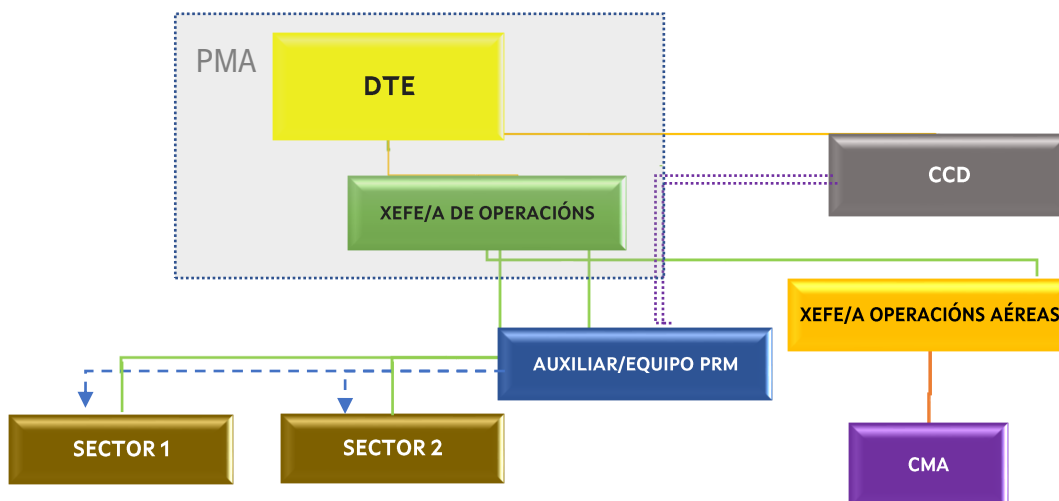 PMA
DTE
CCD
XEFE/A DE OPERACIÓNS
XEFE/A OPERACIÓNS AÉREAS
AUXILIAR/EQUIPO PRM
SECTOR 1
SECTOR 2
CMA